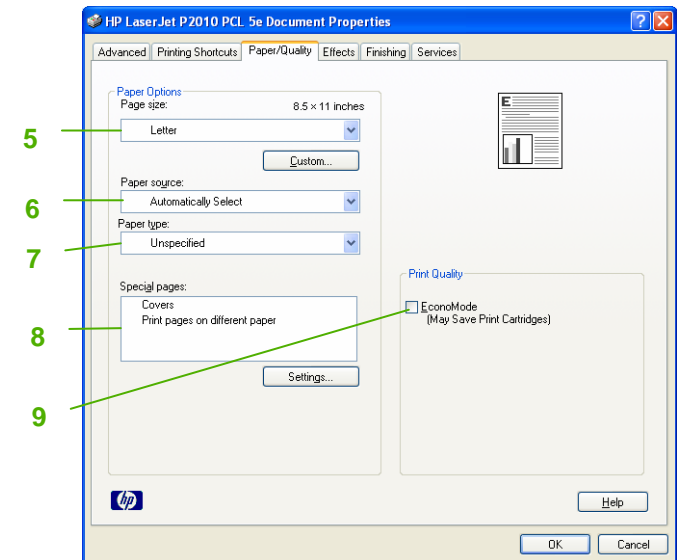 HP LaserJet P2010 PCL 5e Document Properties
Advanced Printing Shortcuts Paper/Quality Effects Finishing Services
Paper Options
Page size: 8.5 × 11 inches
5
Letter
Custom...
Paper source:
6
Automatically Select
Paper type:
7
Unspecified
Special pages:
8
Covers
Print pages on different paper
Settings...
9
E
Print Quality
EconoMode
(May Save Print Cartridges)
hp
Help
OK Cancel